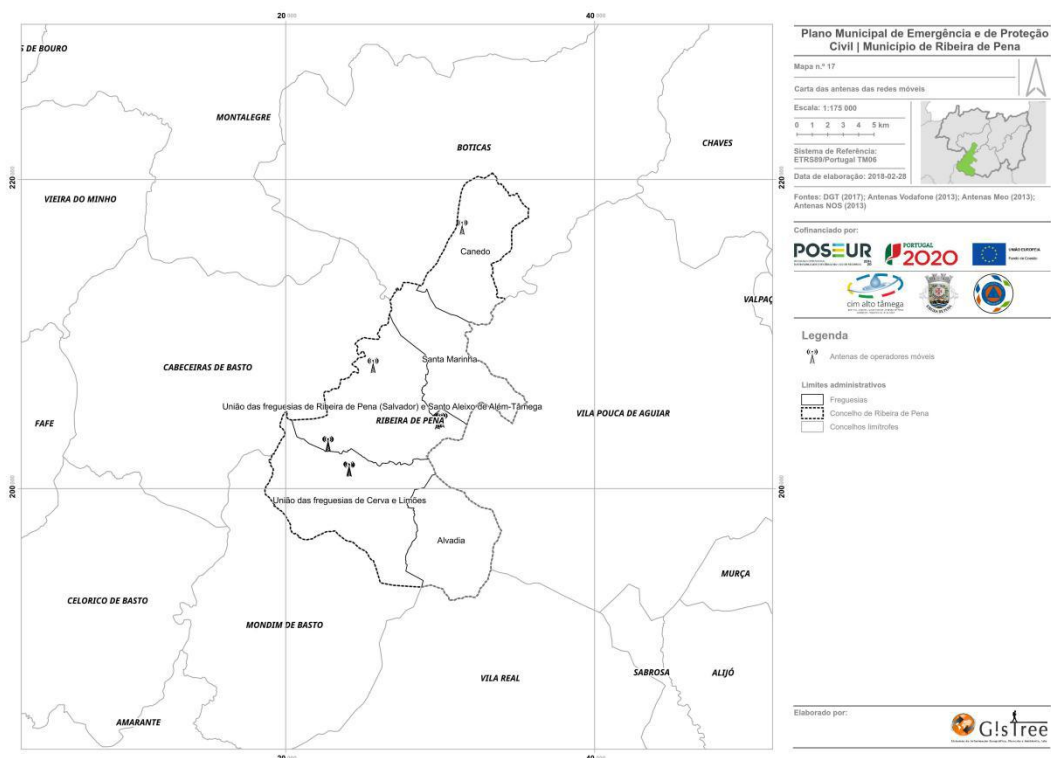 20
40
S DE BOURO
MONTALEGRE
CHAVES
BOTICAS
220
220
VIEIRA DO MINHO
Canedo
VALPAÇ
Santa Marinha
CABECEIRAS DE BASTO
União das freguesias de Ribeira de Pena (Salvador) e Santo Aleixo de Além-Tâmega
RIBEIRA DE PENA
VILA POUCA DE AGUIAR
FAFE
200
200
União das freguesias de Cerva e Limões
Alvadia
MURÇA
CELORICO DE BASTO
MONDIM DE BASTO
VILA REAL
SABROSA
ALIJÓ
AMARANTE
20
40
Plano Municipal de Emergência e de Proteção
Civil | Município de Ribeira de Pena
Mapa n.º 17
Carta das antenas das redes móveis
Escala: 1:175 000
0 1 2 3 4 5 km
Sistema de Referência:
ETRS89/Portugal TM06
Data de elaboração: 2018-02-28
Fontes: DGT (2017); Antenas Vodafone (2013); Antenas Meo (2013);
Antenas NOS (2013)
Cofinanciado por:
POSEUR
PORTUGAL
2020
UNIÃO EUROPEIA
Fundo de Coesão
cim alto tâmega
Legenda
Antenas de operadores móveis
Limites administrativos
Freguesias
Concelho de Ribeira de Pena
Concelhos limítrofes
Elaborado por:
G!sTree